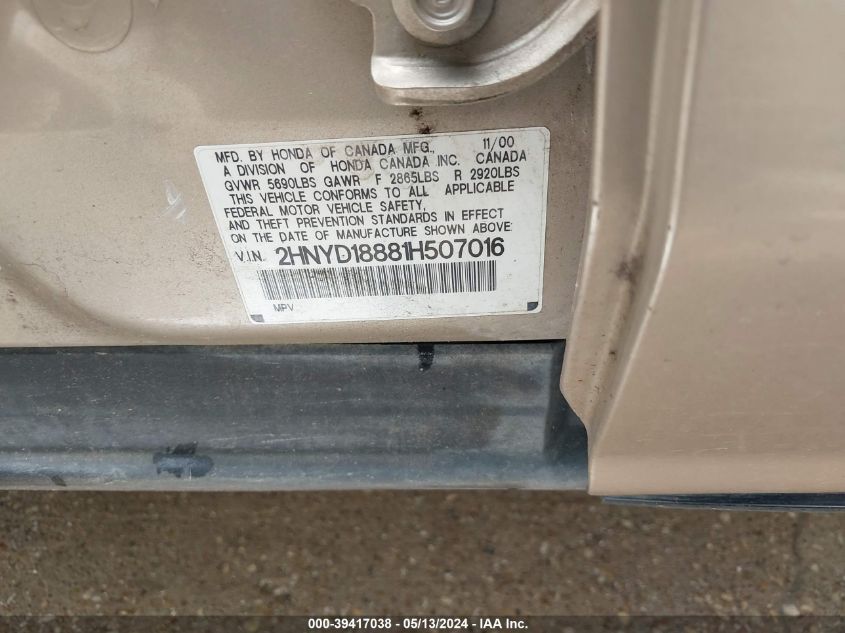 MFD. BY HONDA OF CANADA MFG., 11/00
A DIVISION OF HONDA CANADA INC. CANADA
GVWR 5690LBS GAWR F 2865LBS R 2920LBS
THIS VEHICLE CONFORMS TO ALL APPLICABLE
FEDERAL MOTOR VEHICLE SAFETY,
AND THEFT PREVENTION STANDARDS IN EFFECT
ON THE DATE OF MANUFACTURE SHOWN ABOVE.
V.I.N. 2HNYD18881H507016
MPV
000-39417038 - 05/13/2024 - IAA Inc.